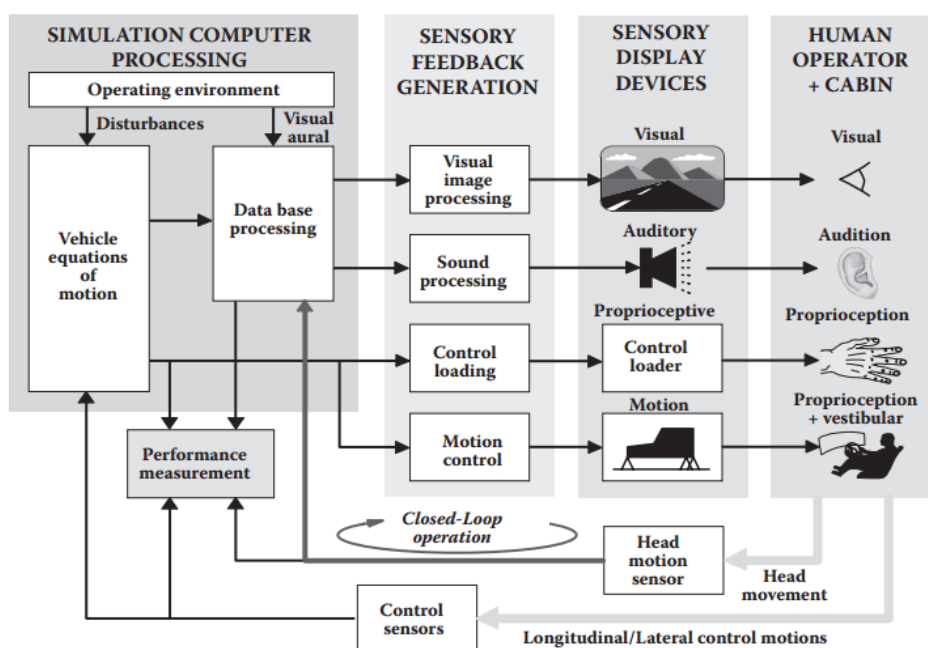 SIMULATION COMPUTER
PROCESSING
SENSORY
FEEDBACK
GENERATION
SENSORY
DISPLAY
DEVICES
HUMAN
OPERATOR
+ CABIN
Operating environment
Disturbances
Visual
aural
Vehicle
equations
of
motion
Data base
processing
Visual
image
processing
Visual
Visual
Sound
processing
Auditory
Audition
Proprioceptive
Proprioception
Control
loading
Control
loader
Motion
Proprioception
+ vestibular
Motion
control
Performance
measurement
Closed-Loop
operation
Head
motion
sensor
Head
movement
Control
sensors
Longitudinal/Lateral control motions